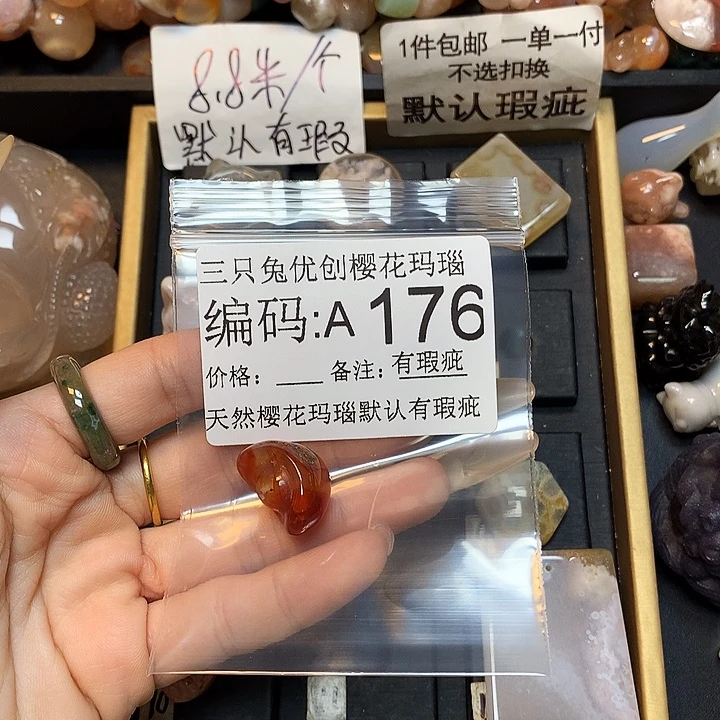 8.8米/个
默认有瑕
1件包邮 一单一付
不选扣换
默认瑕疵
三只兔优创樱花玛瑙
编码:A 176
价格: ___ 备注: 有瑕疵
天然樱花玛瑙默认有瑕疵